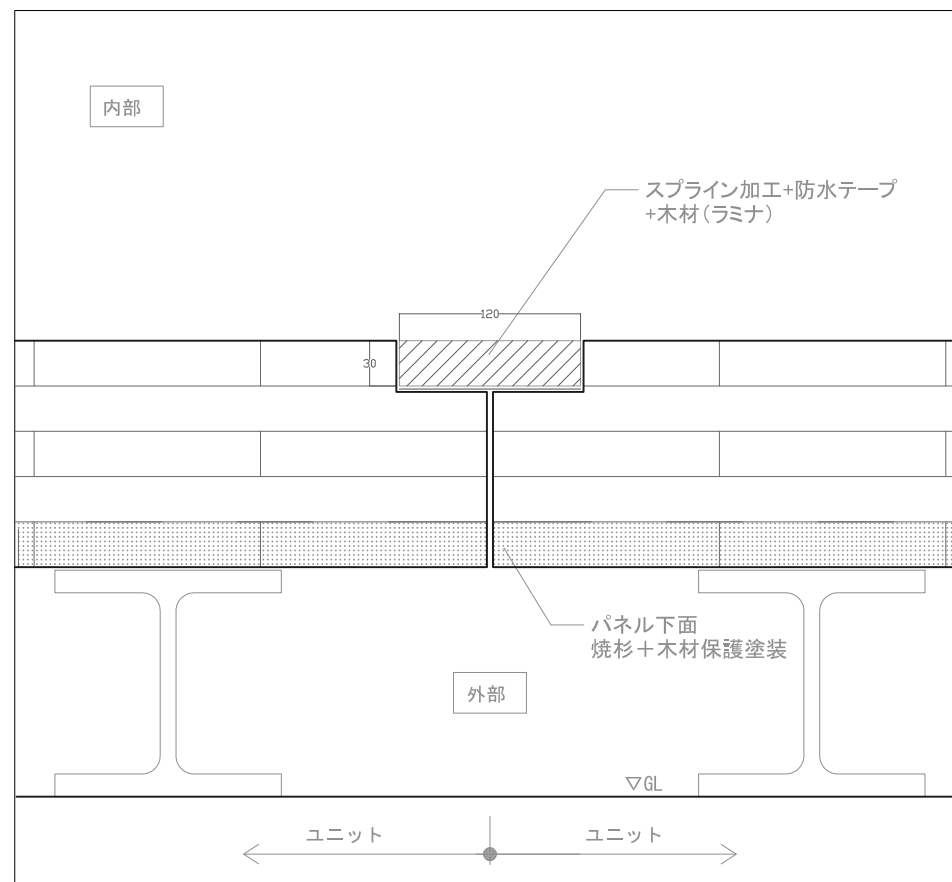 内部
スプライン加工+防水テープ
+木材(ラミナ)
120
30
パネル下面
焼杉＋木材保護塗装
外部
▽GL
ユニット
ユニット